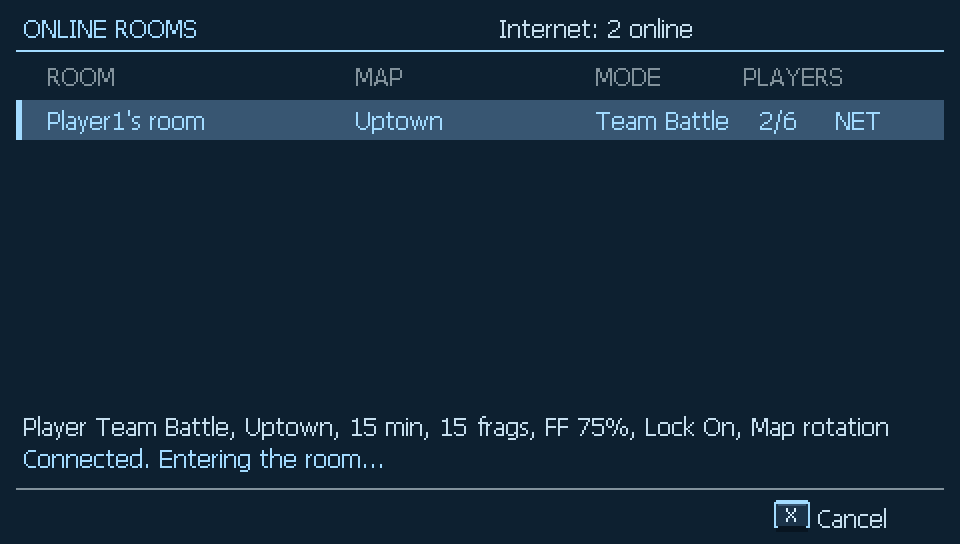 ONLINE ROOMS Internet: 2 online
ROOM MAP MODE PLAYERS
Player1's room Uptown Team Battle 2/6 NET
Player Team Battle, Uptown, 15 min, 15 frags, FF 75%, Lock On, Map rotation
Connected. Entering the room...
X Cancel